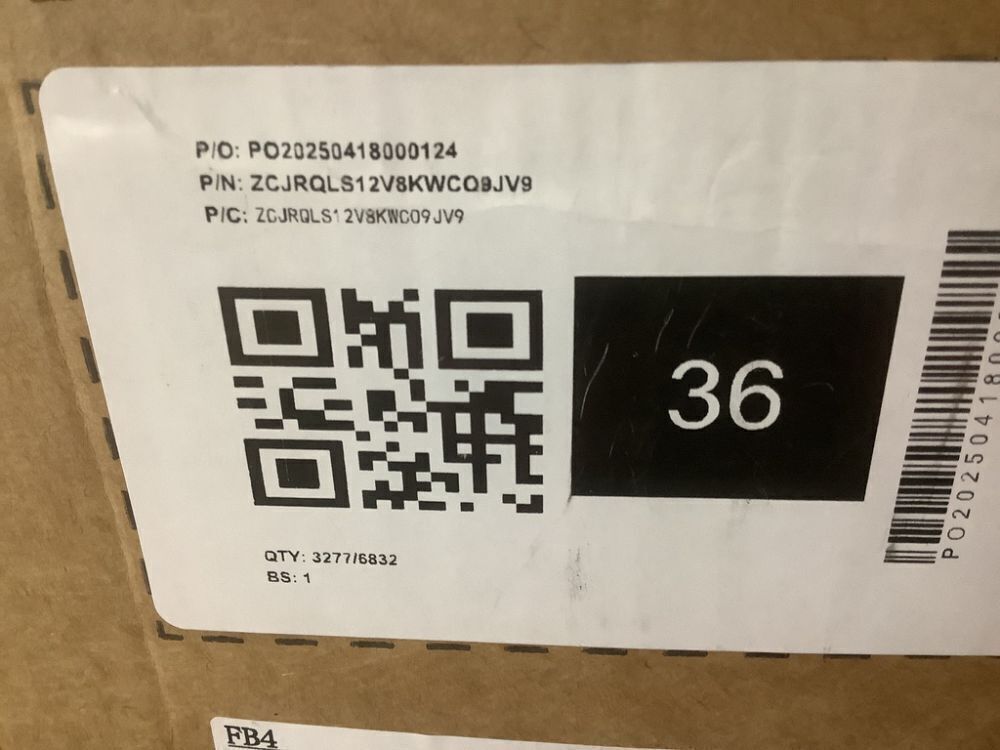 P/O: PO20250418000124
P/N: ZCJRQLS12V8KWCO9JV9
P/C: ZCJRQLS12V8KWCO9JV9
36
QTY: 3277/6832
BS: 1
FB4